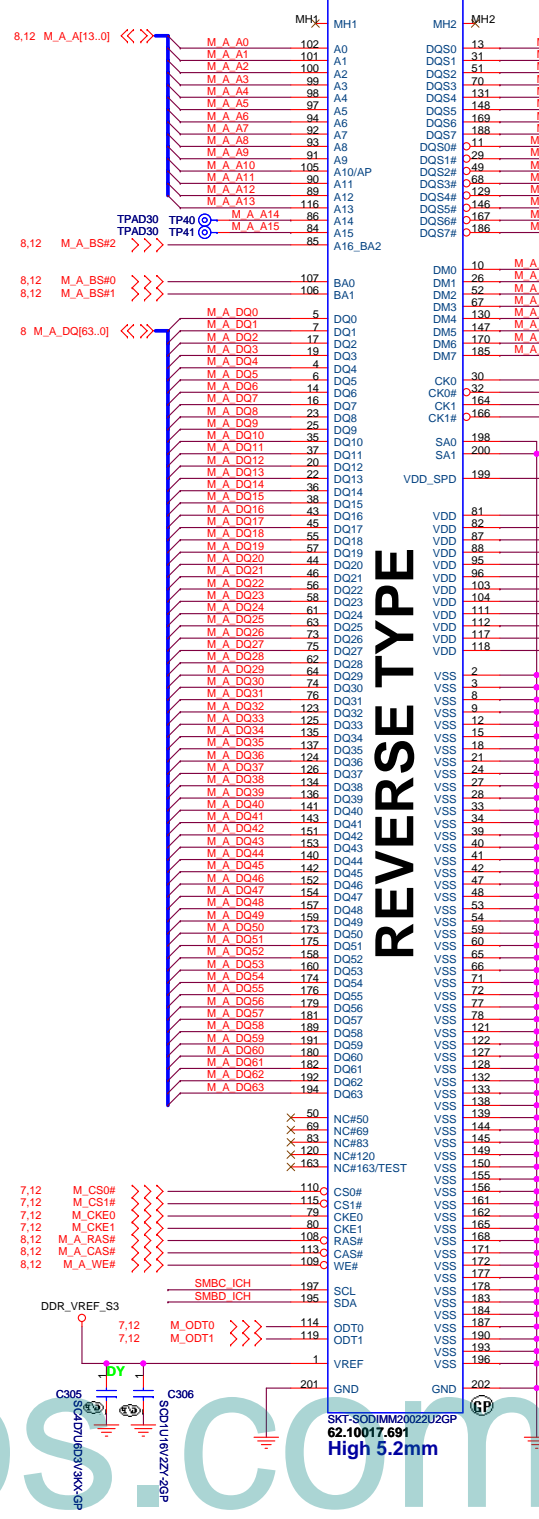 MH1 MH1
8,12 M_A_A[13..0]
M_A_A0 102 A0
M_A_A1 101 A1
M_A_A2 100 A2
M_A_A3 99 A3
M_A_A4 98 A4
M_A_A5 97 A5
M_A_A6 94 A6
M_A_A7 92 A7
M_A_A8 93 A8
M_A_A9 91 A9
M_A_A10 105 A10/AP
M_A_A11 90 A11
M_A_A12 89 A12
M_A_A13 116 A13
TPAD30 TP40 M_A_A14 86 A14
TPAD30 TP41 M_A_A15 84 A15
8,12 M_A_BS#2 85 A16_BA2
8,12 M_A_BS#0 107 BA0
8,12 M_A_BS#1 106 BA1
8 M_A_DQ[63..0]
M_A_DQ0 5 DQ0
M_A_DQ1 7 DQ1
M_A_DQ2 17 DQ2
M_A_DQ3 19 DQ3
M_A_DQ4 4 DQ4
M_A_DQ5 6 DQ5
M_A_DQ6 14 DQ6
M_A_DQ7 16 DQ7
M_A_DQ8 23 DQ8
M_A_DQ9 25 DQ9
M_A_DQ10 35 DQ10
M_A_DQ11 37 DQ11
M_A_DQ12 20 DQ12
M_A_DQ13 22 DQ13
M_A_DQ14 36 DQ14
M_A_DQ15 38 DQ15
M_A_DQ16 43 DQ16
M_A_DQ17 45 DQ17
M_A_DQ18 55 DQ18
M_A_DQ19 57 DQ19
M_A_DQ20 44 DQ20
M_A_DQ21 46 DQ21
M_A_DQ22 56 DQ22
M_A_DQ23 58 DQ23
M_A_DQ24 61 DQ24
M_A_DQ25 63 DQ25
M_A_DQ26 73 DQ26
M_A_DQ27 75 DQ27
M_A_DQ28 62 DQ28
M_A_DQ29 64 DQ29
M_A_DQ30 74 DQ30
M_A_DQ31 76 DQ31
M_A_DQ32 123 DQ32
M_A_DQ33 125 DQ33
M_A_DQ34 135 DQ34
M_A_DQ35 137 DQ35
M_A_DQ36 124 DQ36
M_A_DQ37 126 DQ37
M_A_DQ38 134 DQ38
M_A_DQ39 136 DQ39
M_A_DQ40 141 DQ40
M_A_DQ41 143 DQ41
M_A_DQ42 151 DQ42
M_A_DQ43 153 DQ43
M_A_DQ44 140 DQ44
M_A_DQ45 142 DQ45
M_A_DQ46 152 DQ46
M_A_DQ47 154 DQ47
M_A_DQ48 157 DQ48
M_A_DQ49 159 DQ49
M_A_DQ50 173 DQ50
M_A_DQ51 175 DQ51
M_A_DQ52 158 DQ52
M_A_DQ53 160 DQ53
M_A_DQ54 174 DQ54
M_A_DQ55 176 DQ55
M_A_DQ56 179 DQ56
M_A_DQ57 181 DQ57
M_A_DQ58 189 DQ58
M_A_DQ59 191 DQ59
M_A_DQ60 180 DQ60
M_A_DQ61 182 DQ61
M_A_DQ62 192 DQ62
M_A_DQ63 194 DQ63
50 NC#50
69 NC#69
83 NC#83
120 NC#120
163 NC#163/TEST
7,12 M_CS0# 110 CS0#
7,12 M_CS1# 115 CS1#
7,12 M_CKE0 79 CKE0
7,12 M_CKE1 80 CKE1
8,12 M_A_RAS# 108 RAS#
8,12 M_A_CAS# 113 CAS#
8,12 M_A_WE# 109 WE#
SMBC_ICH 197 SCL
SMBD_ICH 195 SDA
DDR_VREF_S3
7,12 M_ODT0 114 ODT0
7,12 M_ODT1 119 ODT1
1 VREF
DY
201 GND
C305
SC4D7U6D3V3KX-GP
C306
SCD1U16V2ZY-2GP
REVERSE TYPE
MH2 MH2
DQS0 13
DQS1 31
DQS2 51
DQS3 70
DQS4 131
DQS5 148
DQS6 169
DQS7 188
DQS0# 11
DQS1# 29
DQS2# 49
DQS3# 68
DQS4# 129
DQS5# 146
DQS6# 167
DQS7# 186
DM0 10 M_A
DM1 26 M_A
DM2 52 M_A
DM3 67 M_A
DM4 130 M_A
DM5 147 M_A
DM6 170 M_A
DM7 185 M_A
CK0 30
CK0# 32
CK1 164
CK1# 166
SA0 198
SA1 200
VDD_SPD 199
VDD 81
VDD 82
VDD 87
VDD 88
VDD 95
VDD 96
VDD 103
VDD 104
VDD 111
VDD 112
VDD 117
VDD 118
VSS 2
VSS 3
VSS 8
VSS 9
VSS 12
VSS 15
VSS 18
VSS 21
VSS 24
VSS 27
VSS 28
VSS 33
VSS 34
VSS 39
VSS 40
VSS 41
VSS 42
VSS 47
VSS 48
VSS 53
VSS 54
VSS 59
VSS 60
VSS 65
VSS 66
VSS 71
VSS 72
VSS 77
VSS 78
VSS 121
VSS 122
VSS 127
VSS 128
VSS 132
VSS 133
VSS 138
VSS 139
VSS 144
VSS 145
VSS 149
VSS 150
VSS 155
VSS 156
VSS 161
VSS 162
VSS 165
VSS 168
VSS 171
VSS 172
VSS 177
VSS 178
VSS 183
VSS 184
VSS 187
VSS 190
VSS 193
VSS 196
GND 202
GP
SKT-SODIMM20022U2GP
62.10017.691
High 5.2mm
os.com